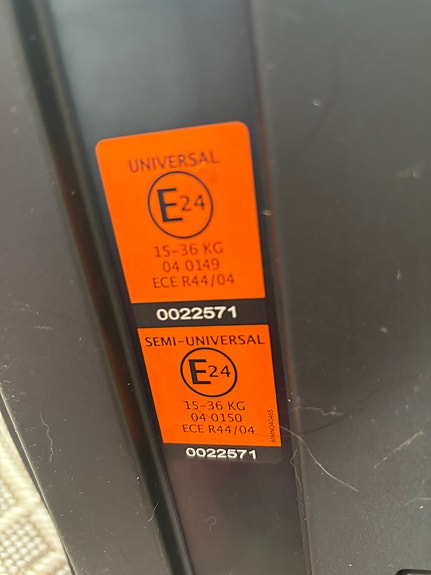 UNIVERSAL
E24
15-36 KG
04 0149
ECE R44/04
0022571
SEMI-UNIVERSAL
E24
15-36 KG
04 0150
ECE R44/04
0022571